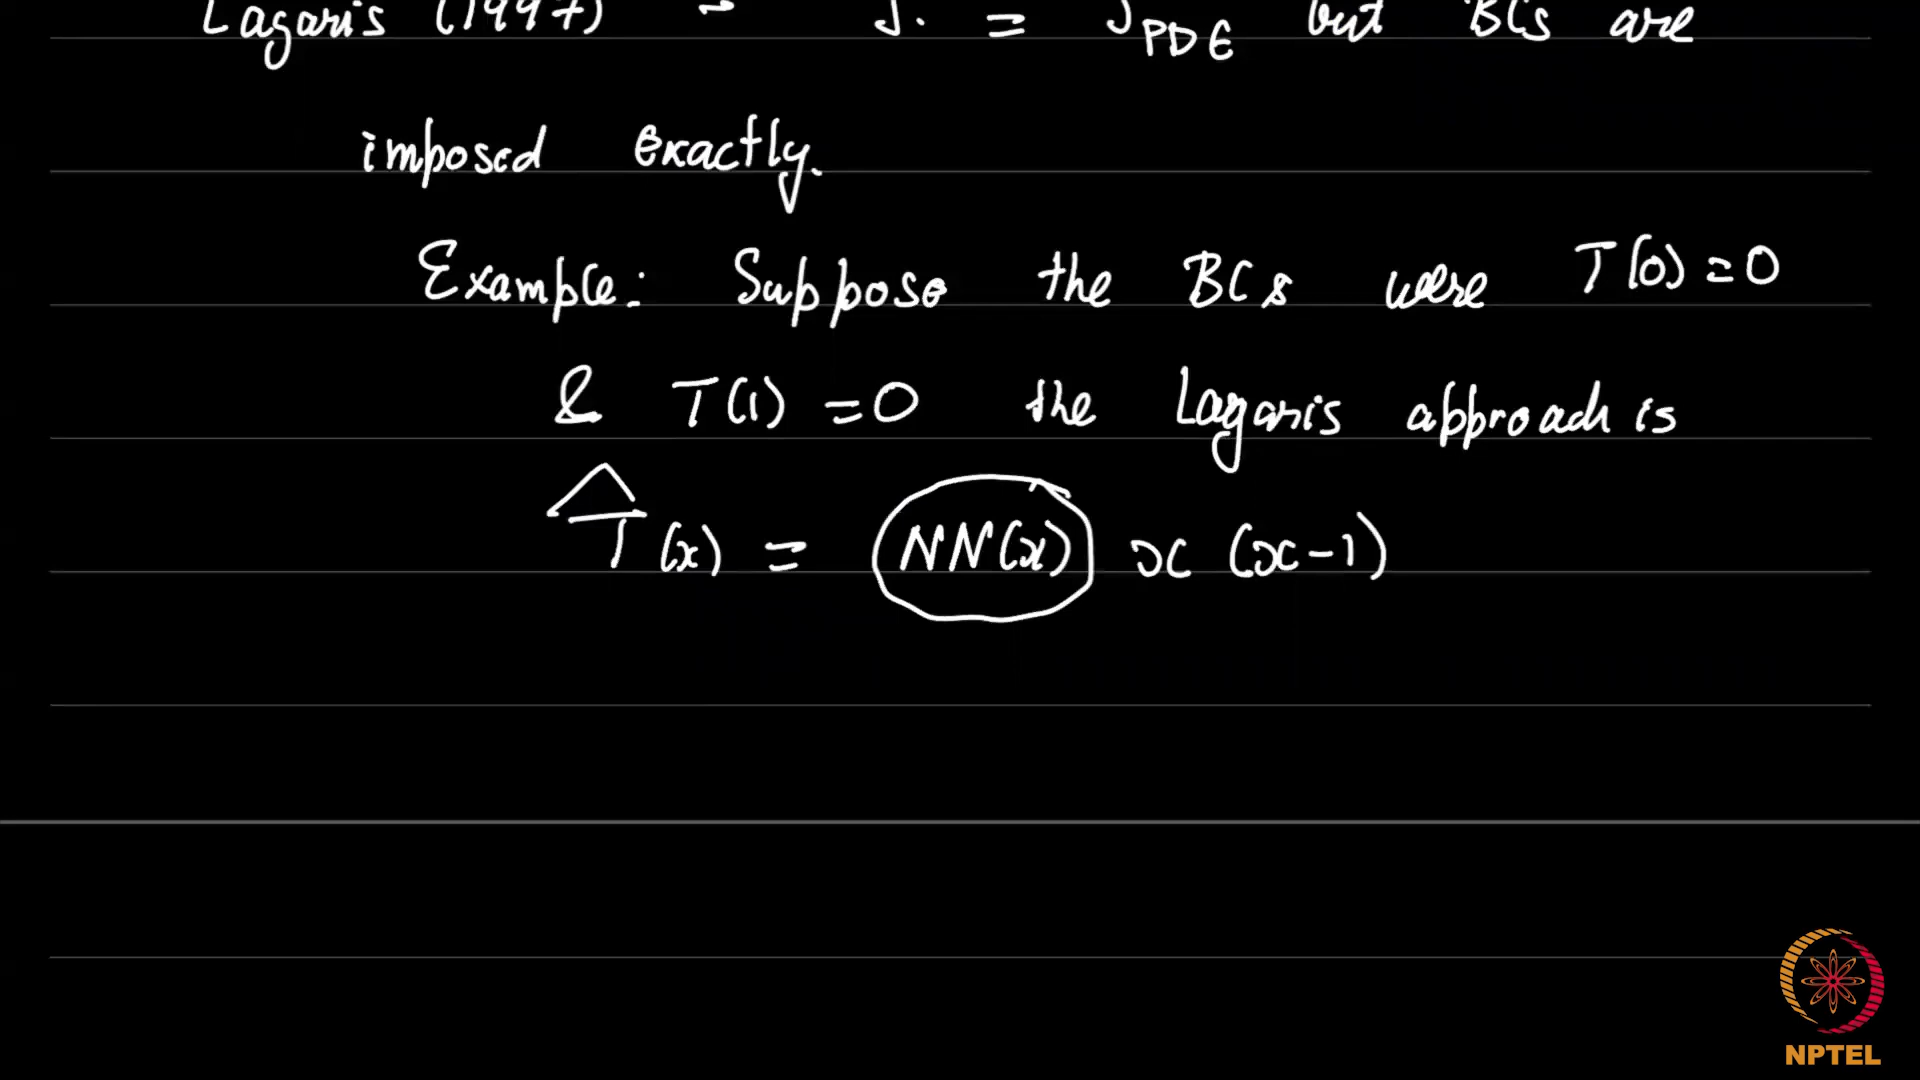 Lagaris (1997) - J. = J_PDE but BCs are
imposed exactly.
Example: Suppose the BCs were T(0) = 0
& T(1) = 0 the Lagaris approach is
T̂(x) = NN(x) x (x-1)
NPTEL